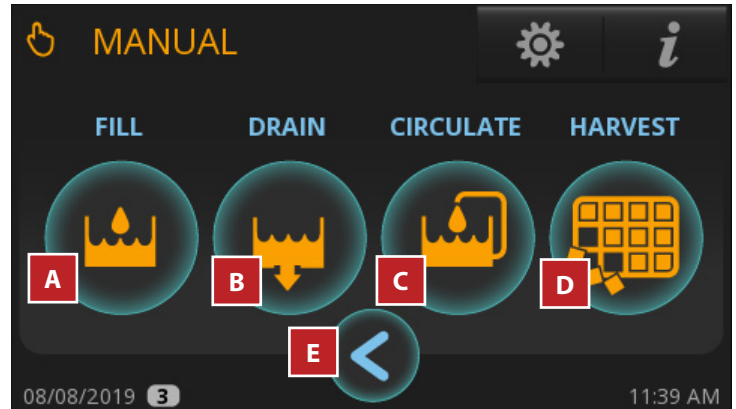 MANUAL i
FILL DRAIN CIRCULATE HARVEST
A B C D
E <
08/08/2019 3 11:39 AM